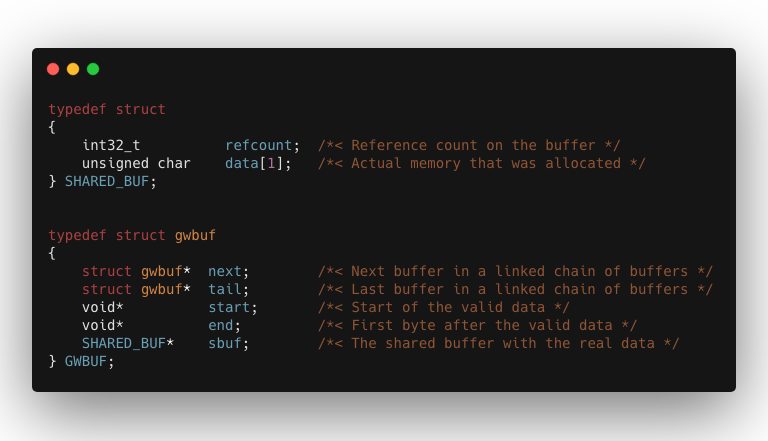 typedef struct
{
    int32_t          refcount;  /*< Reference count on the buffer */
    unsigned char    data[1];   /*< Actual memory that was allocated */
} SHARED_BUF;
typedef struct gwbuf
{
    struct gwbuf*  next;        /*< Next buffer in a linked chain of buffers */
    struct gwbuf*  tail;        /*< Last buffer in a linked chain of buffers */
    void*          start;       /*< Start of the valid data */
    void*          end;         /*< First byte after the valid data */
    SHARED_BUF*    sbuf;        /*< The shared buffer with the real data */
} GWBUF;